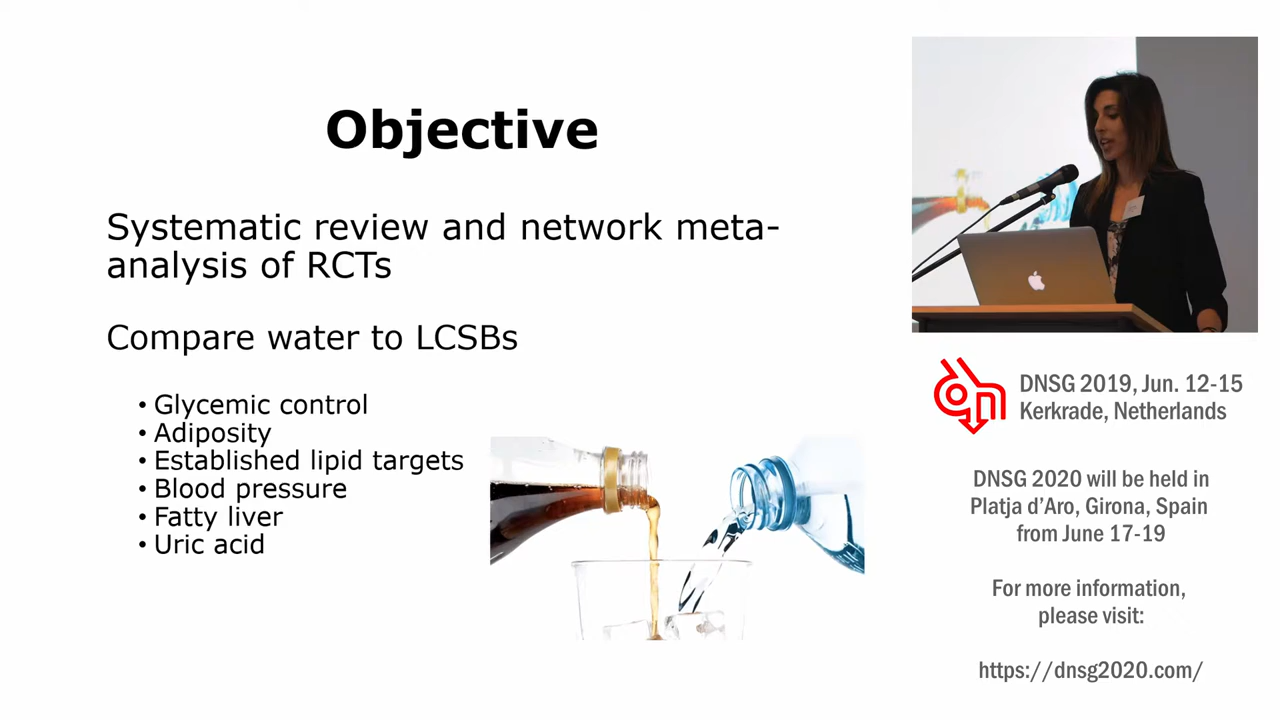 Objective
Systematic review and network meta-
analysis of RCTs
Compare water to LCSBs
• Glycemic control
• Adiposity
• Established lipid targets
• Blood pressure
• Fatty liver
• Uric acid
DNSG 2019, Jun. 12-15
Kerkrade, Netherlands
DNSG 2020 will be held in
Platja d’Aro, Girona, Spain
from June 17-19
For more information,
please visit:
https://dnsg2020.com/